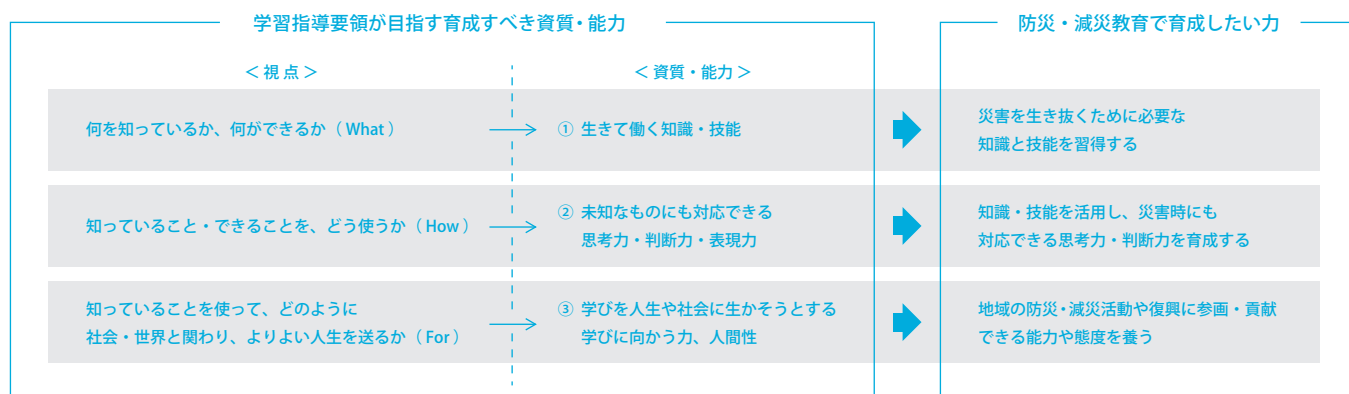 学習指導要領が目指す育成すべき資質・能力
防災・減災教育で育成したい力
＜視点＞
＜資質・能力＞
何を知っているか、何ができるか（What）
① 生きて働く知識・技能
災害を生き抜くために必要な
知識と技能を習得する
知っていること・できることを、どう使うか（How）
② 未知なものにも対応できる
思考力・判断力・表現力
知識・技能を活用し、災害時にも
対応できる思考力・判断力を育成する
知っていることを使って、どのように
社会・世界と関わり、よりよい人生を送るか（For）
③ 学びを人生や社会に生かそうとする
学びに向かう力、人間性
地域の防災・減災活動や復興に参画・貢献
できる能力や態度を養う